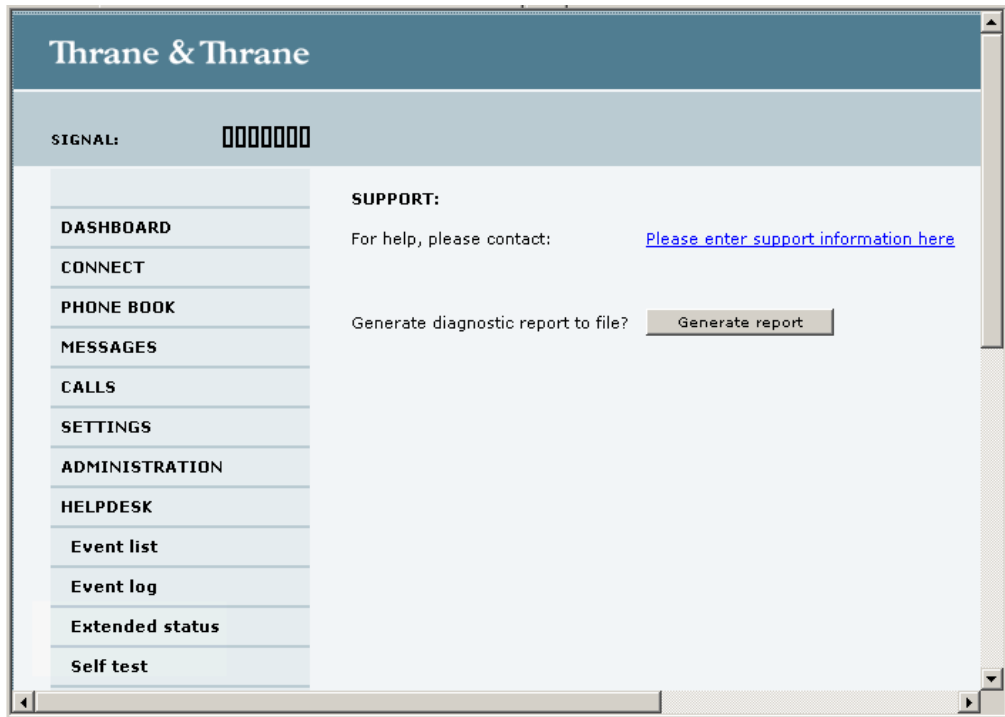 Thrane & Thrane
SIGNAL:
SUPPORT:
For help, please contact: Please enter support information here
Generate diagnostic report to file? Generate report
DASHBOARD
CONNECT
PHONE BOOK
MESSAGES
CALLS
SETTINGS
ADMINISTRATION
HELPDESK
Event list
Event log
Extended status
Self test